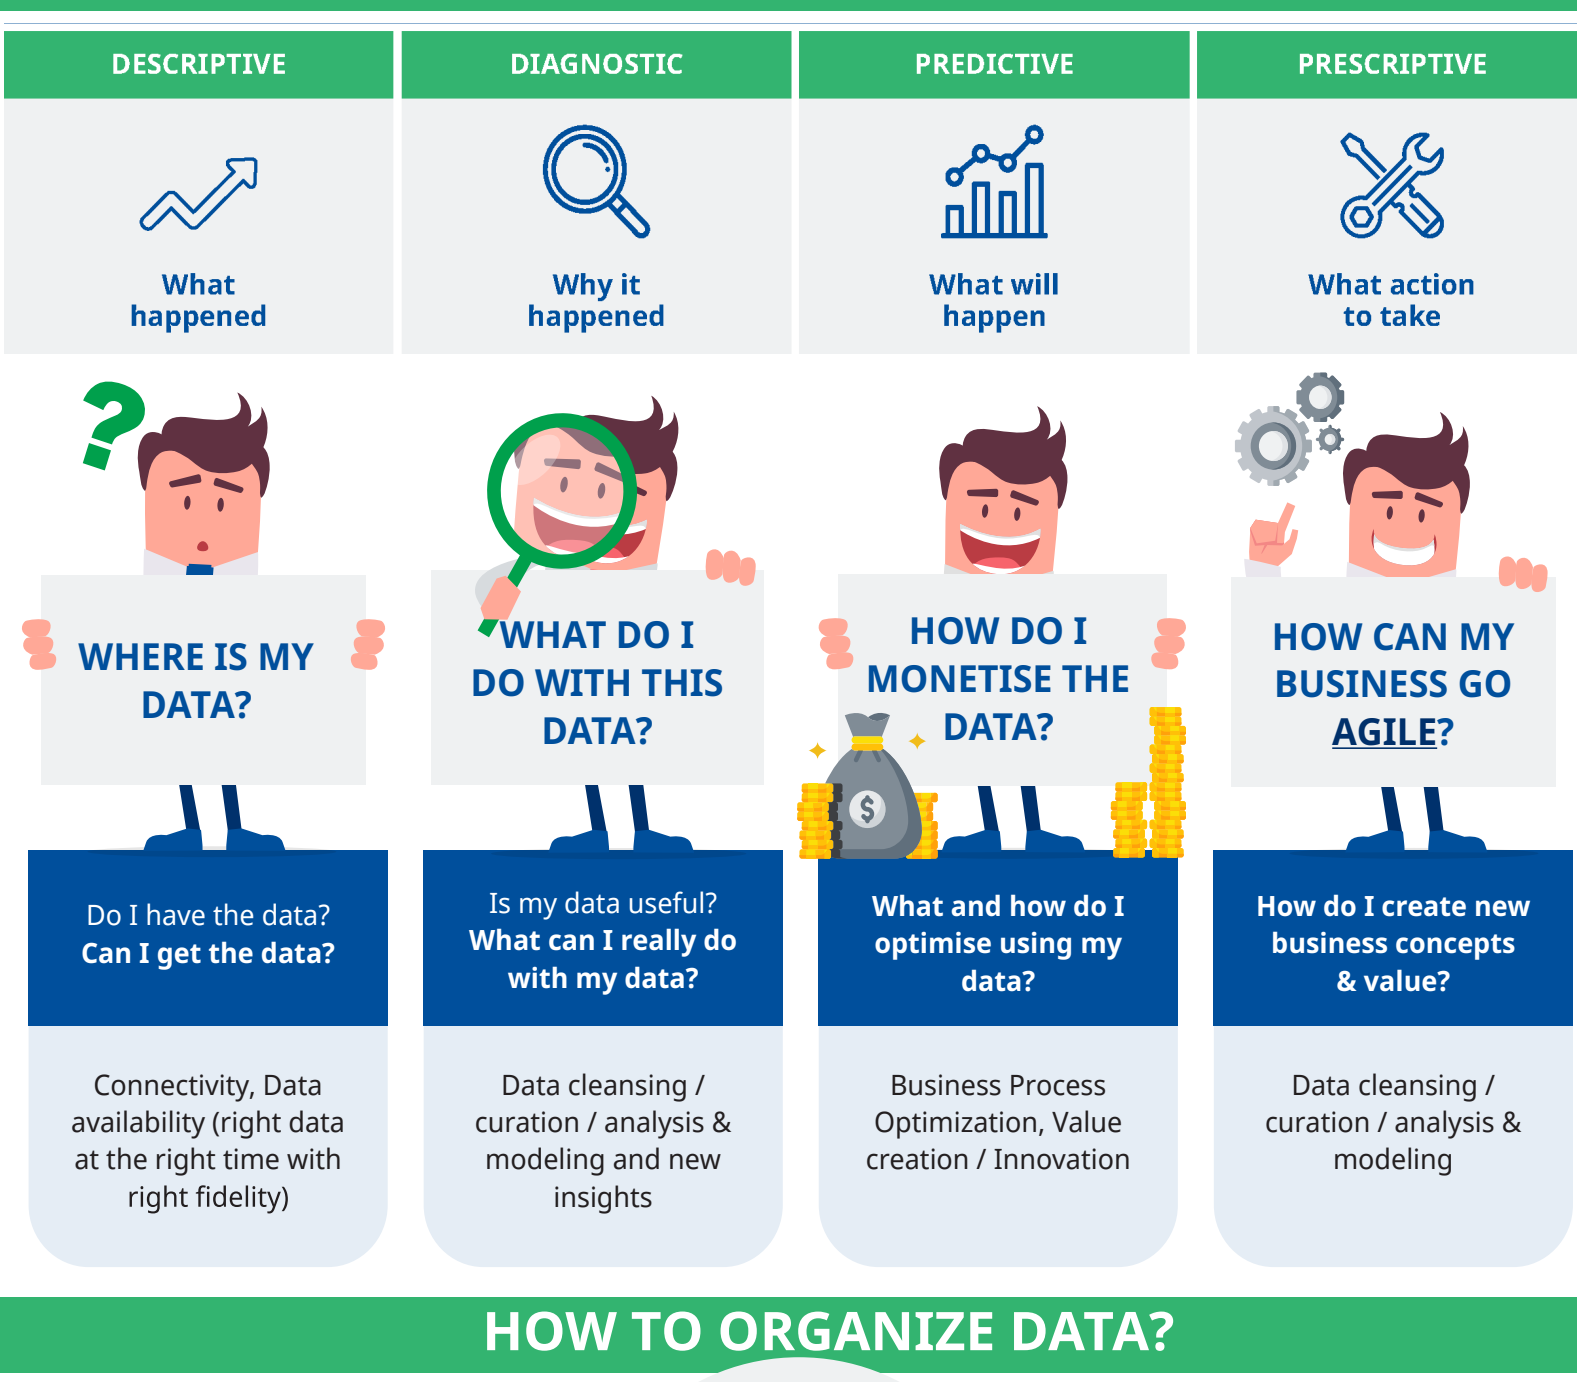 DESCRIPTIVE
What
happened
DIAGNOSTIC
Why it
happened
PREDICTIVE
What will
happen
PRESCRIPTIVE
What action
to take
?
WHERE IS MY
DATA?
WHAT DO I
DO WITH THIS
DATA?
HOW DO I
MONETISE THE
DATA?
$
HOW CAN MY
BUSINESS GO
AGILE?
Do I have the data?
Can I get the data?
Is my data useful?
What can I really do
with my data?
What and how do I
optimise using my
data?
How do I create new
business concepts
& value?
Connectivity, Data
availability (right data
at the right time with
right fidelity)
Data cleansing /
curation / analysis &
modeling and new
insights
Business Process
Optimization, Value
creation / Innovation
Data cleansing /
curation / analysis &
modeling
HOW TO ORGANIZE DATA?